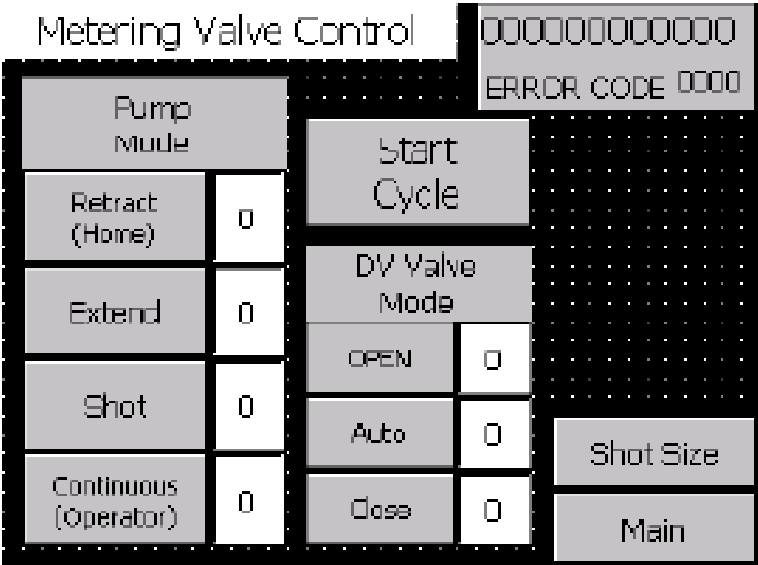 Metering Valve Control
000000000000
ERROR CODE 0000
Pump
Mode
Retract
(Home)
0
Extend
0
Shot
0
Continuous
(Operator)
0
Start
Cycle
DV Valve
Mode
OPEN
0
Auto
0
Close
0
Shot Size
Main